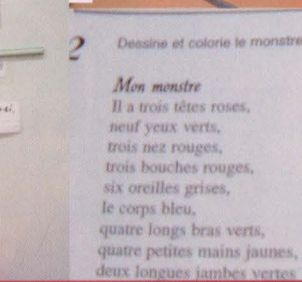 2 Dessine et colorie le monstre
Mon monstre
Il a trois têtes roses,
neuf yeux verts,
trois nez rouges,
trois bouches rouges,
six oreilles grises,
le corps bleu,
quatre longs bras verts,
quatre petites mains jaunes,
deux longues jambes vertes